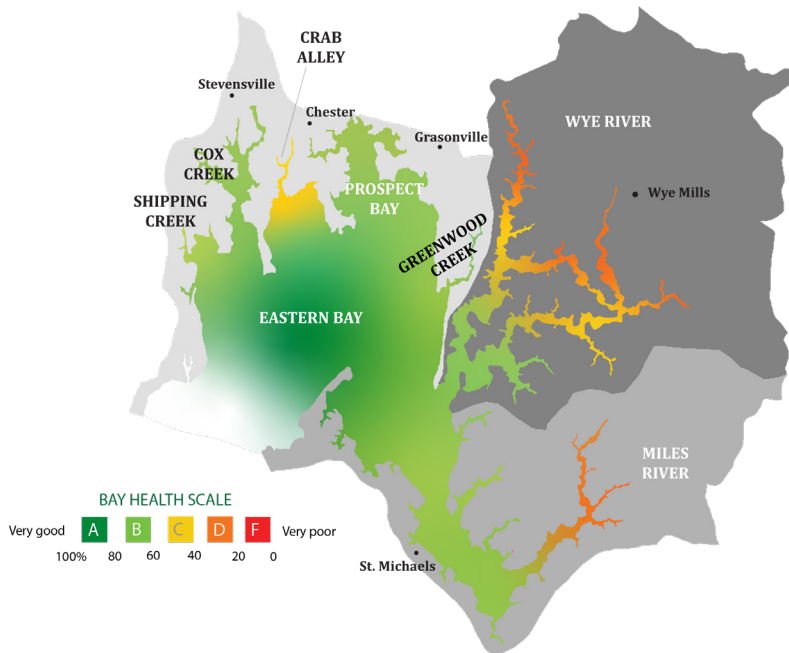 CRAB
ALLEY
Stevensville
Chester
WYE RIVER
Grasonville
COX
CREEK
PROSPECT
BAY
Wye Mills
SHIPPING
CREEK
GREENWOOD
CREEK
EASTERN BAY
MILES
RIVER
BAY HEALTH SCALE
Very good A B C D F Very poor
100% 80 60 40 20 0
St. Michaels